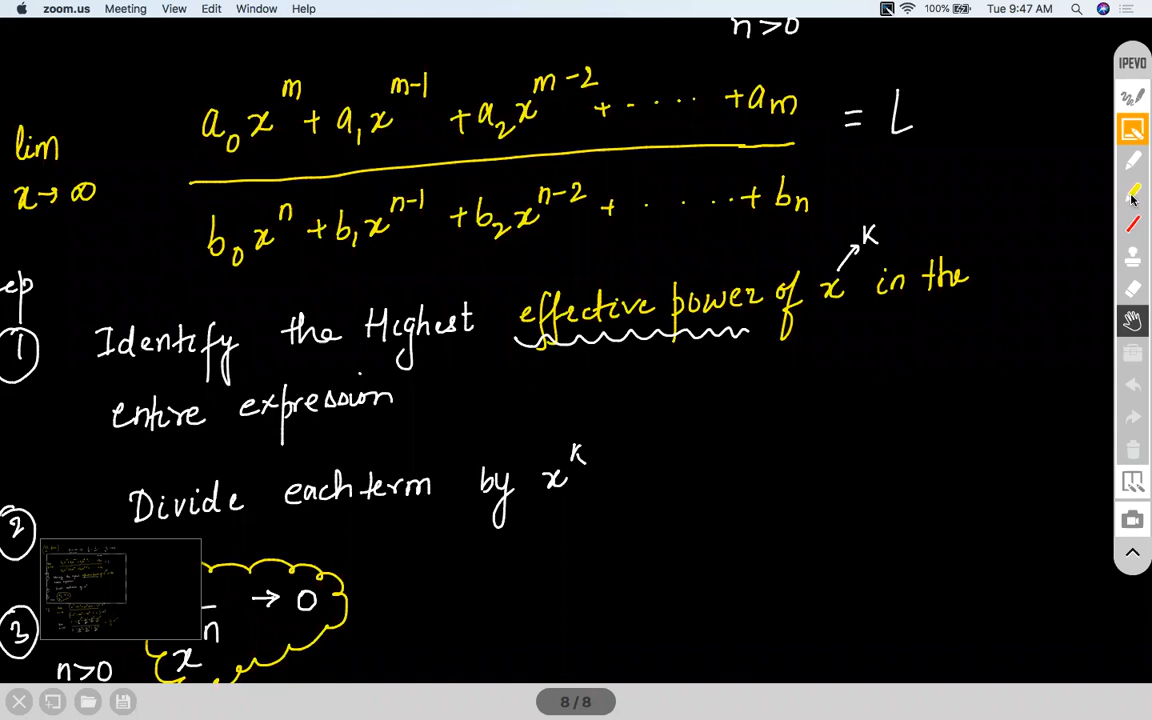 zoom.us Meeting View Edit Window Help 100% Tue 9:47 AM
n>0
IPEVO
lim x→∞ (a₀x^m + a₁x^(m-1) + a₂x^(m-2) + ..... + a_m) / (b₀x^n + b₁x^(n-1) + b₂x^(n-2) + ..... + b_n) = L
K
ep
① Identify the Highest effective power of x in the
entire expression
② Divide each term by x^K
③ → 0
n
x
n>0
8 / 8